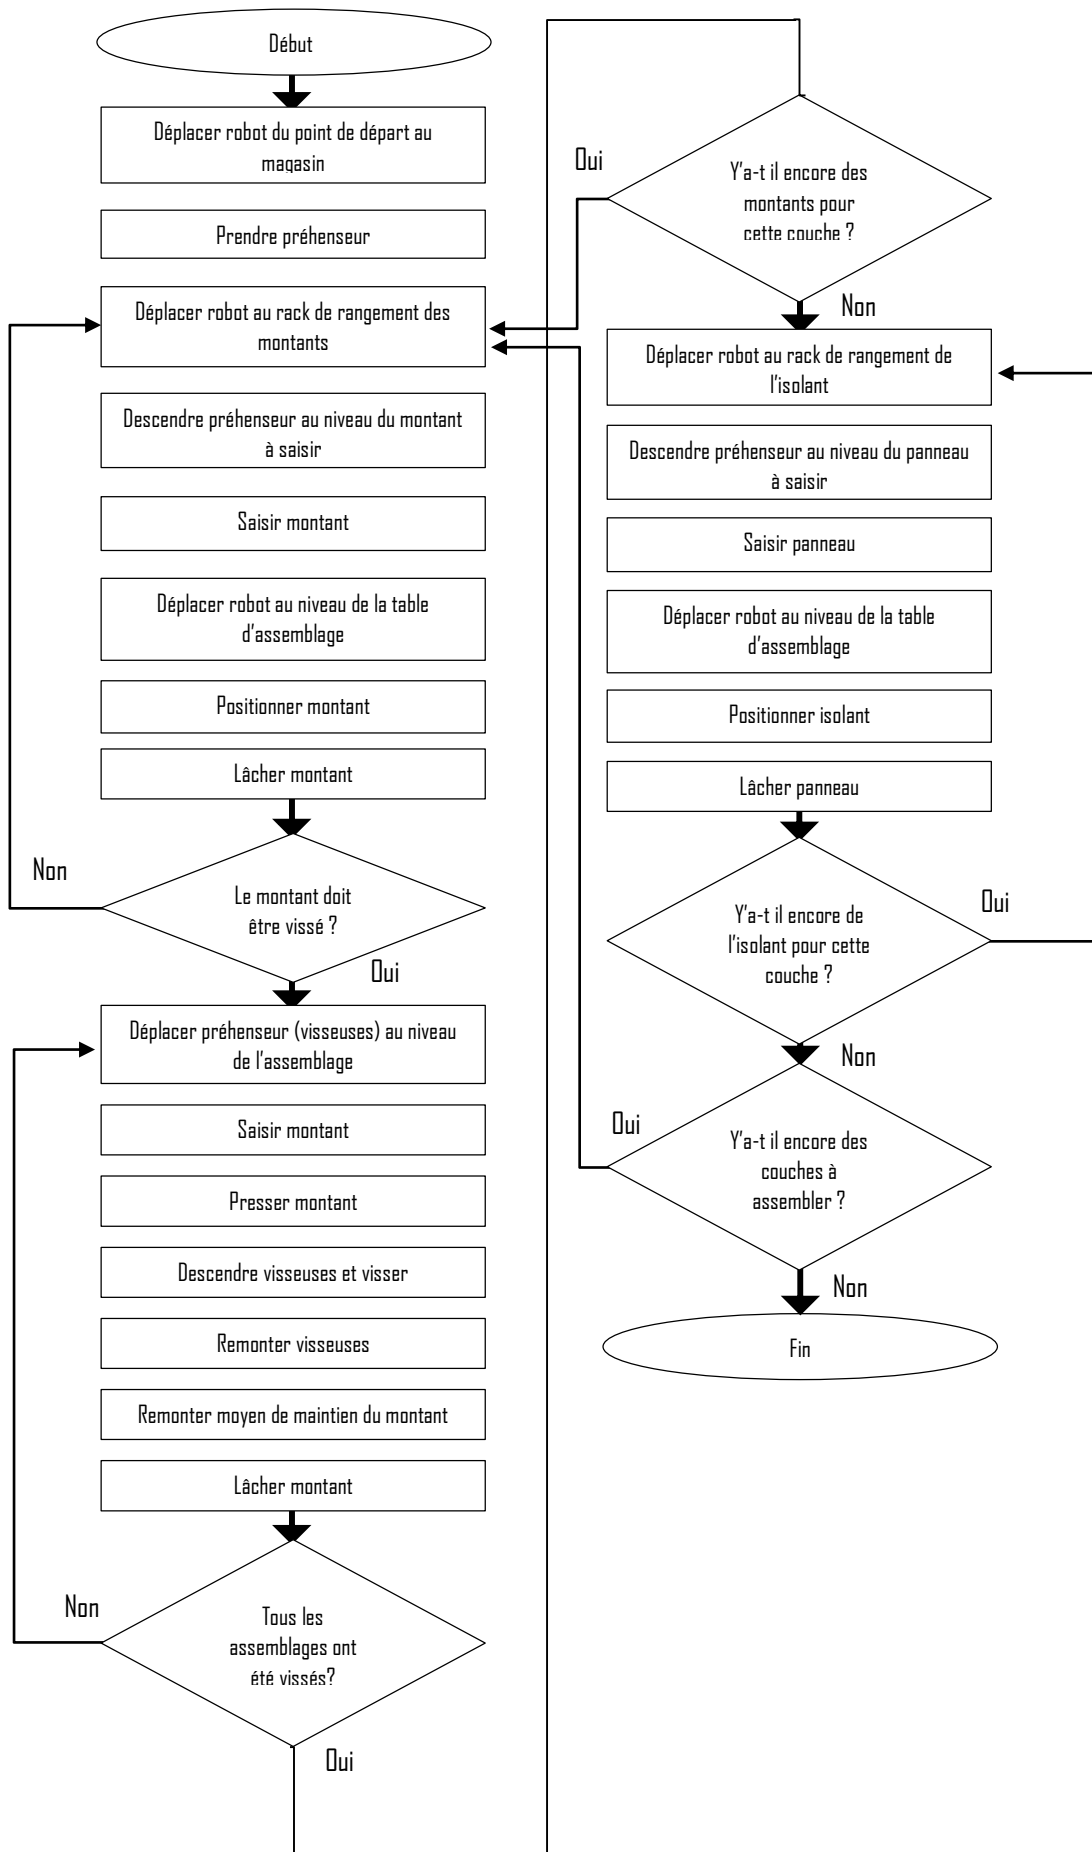 Début
Déplacer robot du point de départ au
magasin
Prendre préhenseur
Déplacer robot au rack de rangement des
montants
Descendre préhenseur au niveau du montant
à saisir
Saisir montant
Déplacer robot au niveau de la table
d'assemblage
Positionner montant
Lâcher montant
Non
Le montant doit
être vissé ?
Oui
Déplacer préhenseur (visseuses) au niveau
de l'assemblage
Saisir montant
Presser montant
Descendre visseuses et visser
Remonter visseuses
Remonter moyen de maintien du montant
Lâcher montant
Non
Tous les
assemblages ont
été vissés?
Oui
Oui
Y'a-t il encore des
montants pour
cette couche ?
Non
Déplacer robot au rack de rangement de
l'isolant
Descendre préhenseur au niveau du panneau
à saisir
Saisir panneau
Déplacer robot au niveau de la table
d'assemblage
Positionner isolant
Lâcher panneau
Y'a-t il encore de
l'isolant pour cette
couche ?
Oui
Non
Oui
Y'a-t il encore des
couches à
assembler ?
Non
Fin